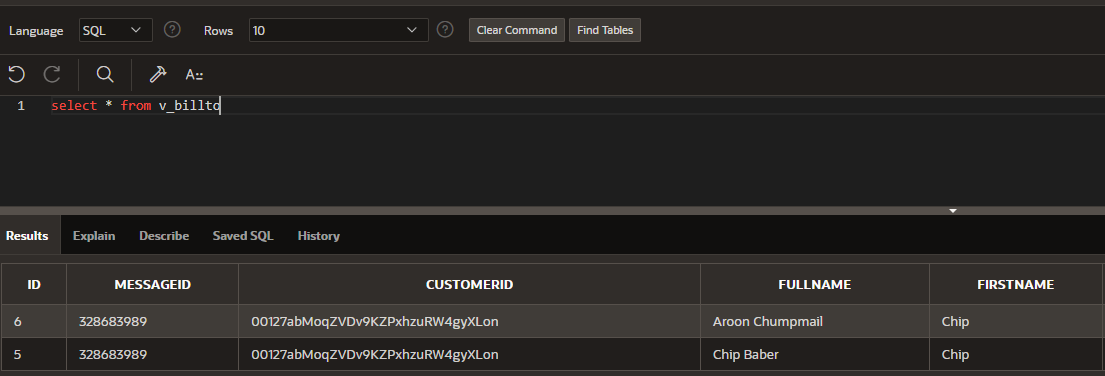 Language SQL ? Rows 10 ? Clear Command Find Tables
A
1 select * from v_billto
Results Explain Describe Saved SQL History
ID MESSAGEID CUSTOMERID FULLNAME FIRSTNAME
6 328683989 00127abMoqZVDv9KZPxhzuRW4gyXLon Aroon Chumpmail Chip
5 328683989 00127abMoqZVDv9KZPxhzuRW4gyXLon Chip Baber Chip